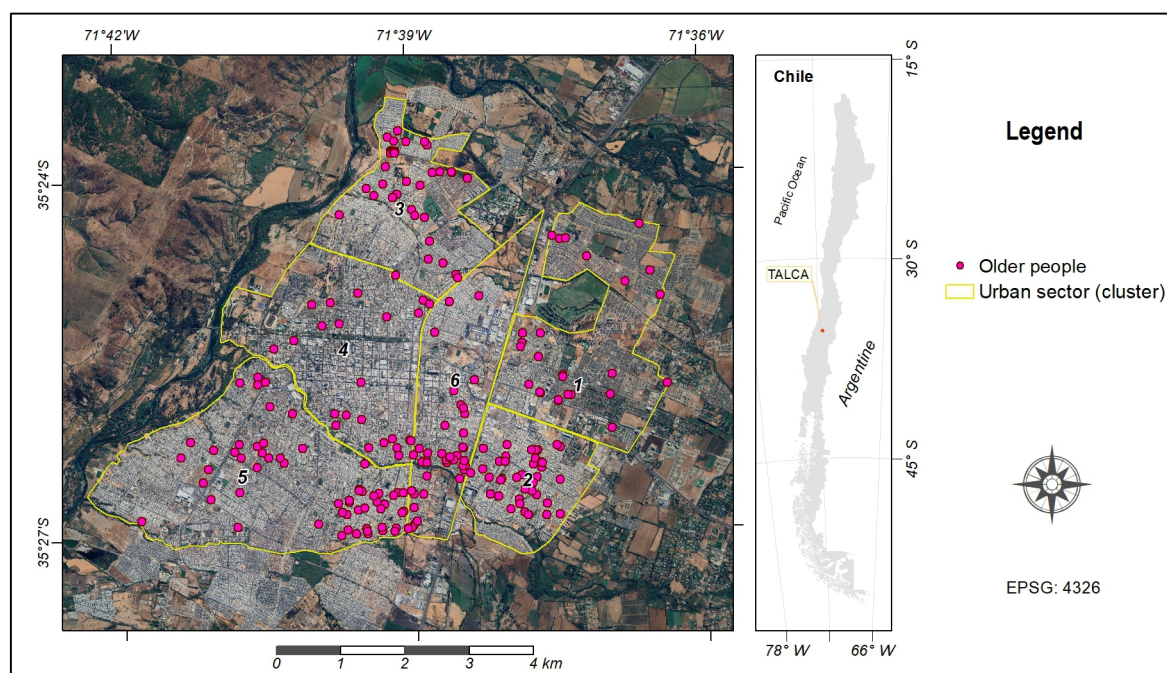 71°42'W
71°39'W
71°36'W
35°24'S
35°27'S
3
4
6
1
5
2
0 1 2 3 4 km
Chile
15°S
30°S
45°S
Pacific Ocean
TALCA
Argentine
78° W
66° W
Legend
Older people
Urban sector (cluster)
EPSG: 4326